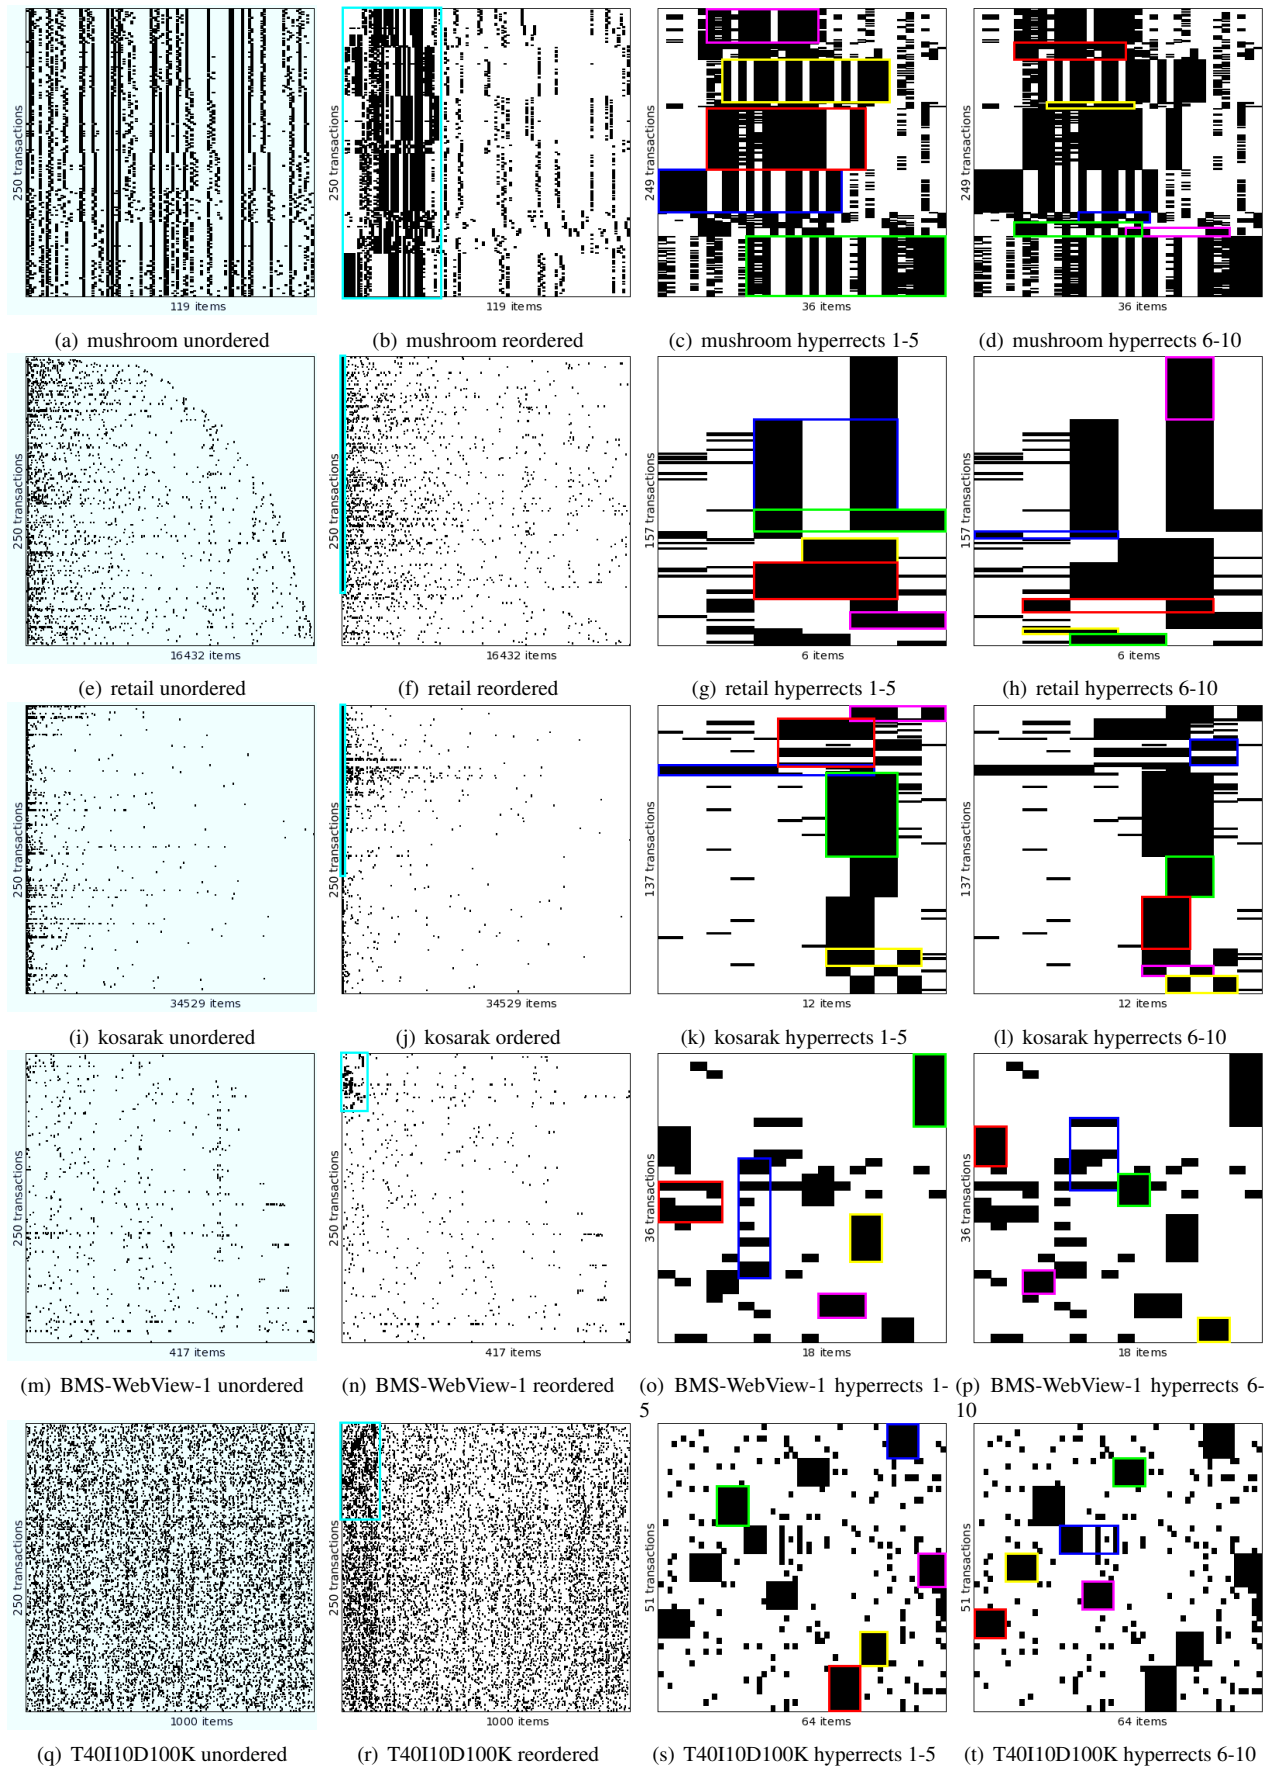 250 transactions
250 transactions
249 transactions
249 transactions
119 items
119 items
36 items
36 items
(a) mushroom unordered
(b) mushroom reordered
(c) mushroom hyperrects 1-5
(d) mushroom hyperrects 6-10
250 transactions
250 transactions
157 transactions
157 transactions
16432 items
16432 items
6 items
6 items
(e) retail unordered
(f) retail reordered
(g) retail hyperrects 1-5
(h) retail hyperrects 6-10
250 transactions
250 transactions
137 transactions
137 transactions
34529 items
34529 items
12 items
12 items
(i) kosarak unordered
(j) kosarak ordered
(k) kosarak hyperrects 1-5
(l) kosarak hyperrects 6-10
250 transactions
250 transactions
36 transactions
36 transactions
417 items
417 items
18 items
18 items
(m) BMS-WebView-1 unordered
(n) BMS-WebView-1 reordered
(o) BMS-WebView-1 hyperrects 1-
5
(p) BMS-WebView-1 hyperrects 6-
10
250 transactions
250 transactions
51 transactions
51 transactions
1000 items
1000 items
64 items
64 items
(q) T40I10D100K unordered
(r) T40I10D100K reordered
(s) T40I10D100K hyperrects 1-5
(t) T40I10D100K hyperrects 6-10